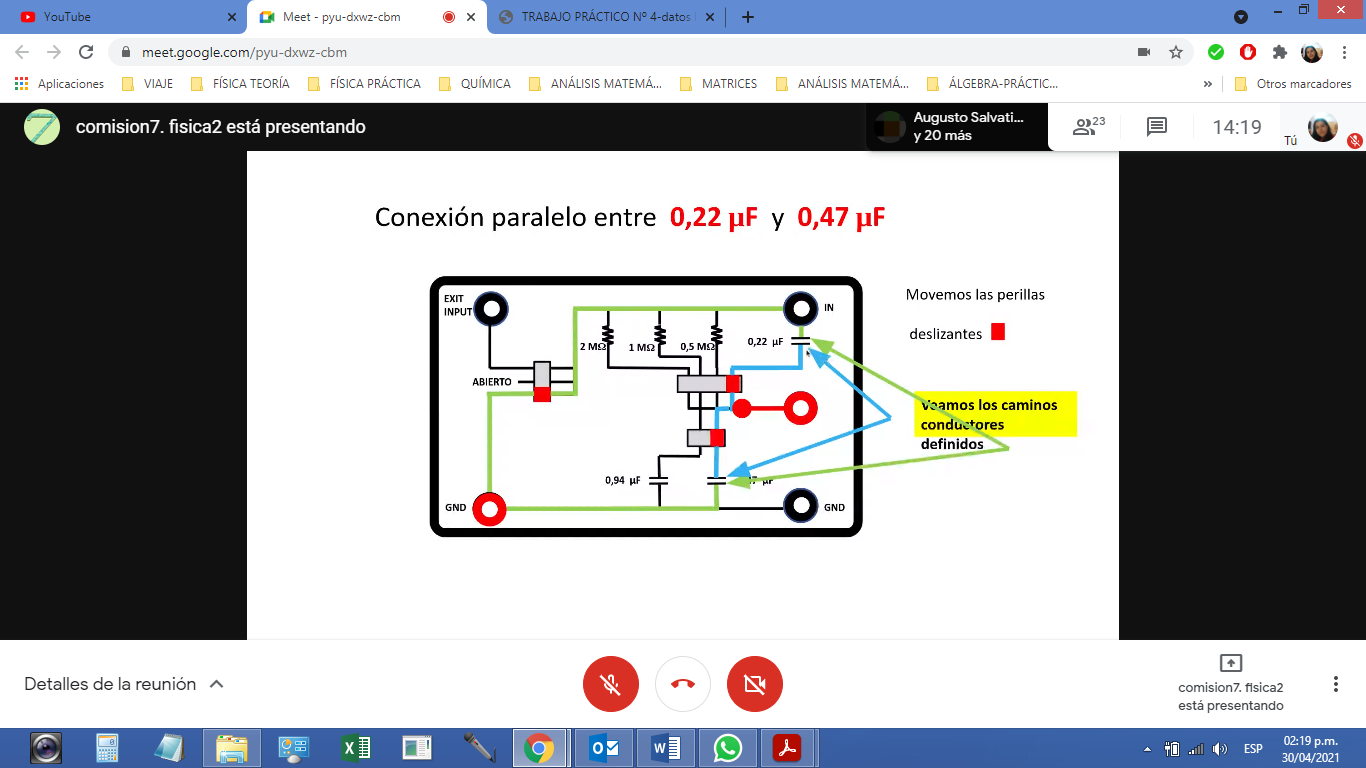 YouTube
Meet - pyu-dxwz-cbm
TRABAJO PRÁCTICO Nº 4-datos
meet.google.com/pyu-dxwz-cbm
Aplicaciones
VIAJE
FÍSICA TEORÍA
FÍSICA PRÁCTICA
QUÍMICA
ANÁLISIS MATEMÁ...
MATRICES
ANÁLISIS MATEMÁ...
ÁLGEBRA-PRÁCTIC...
»
Otros marcadores
7
comision7. fisica2 está presentando
Augusto Salvati...
y 20 más
23
14:19
Tú
Conexión paralelo entre 0,22 µF y 0,47 µF
EXIT
INPUT
IN
2 MΩ
1 MΩ
0,5 MΩ
0,22 µF
ABIERTO
0,94 µF
µF
GND
GND
Movemos las perillas
deslizantes
Veamos los caminos
conductores
definidos
Detalles de la reunión
comision7. fisica2
está presentando
ESP
02:19 p.m.
30/04/2021